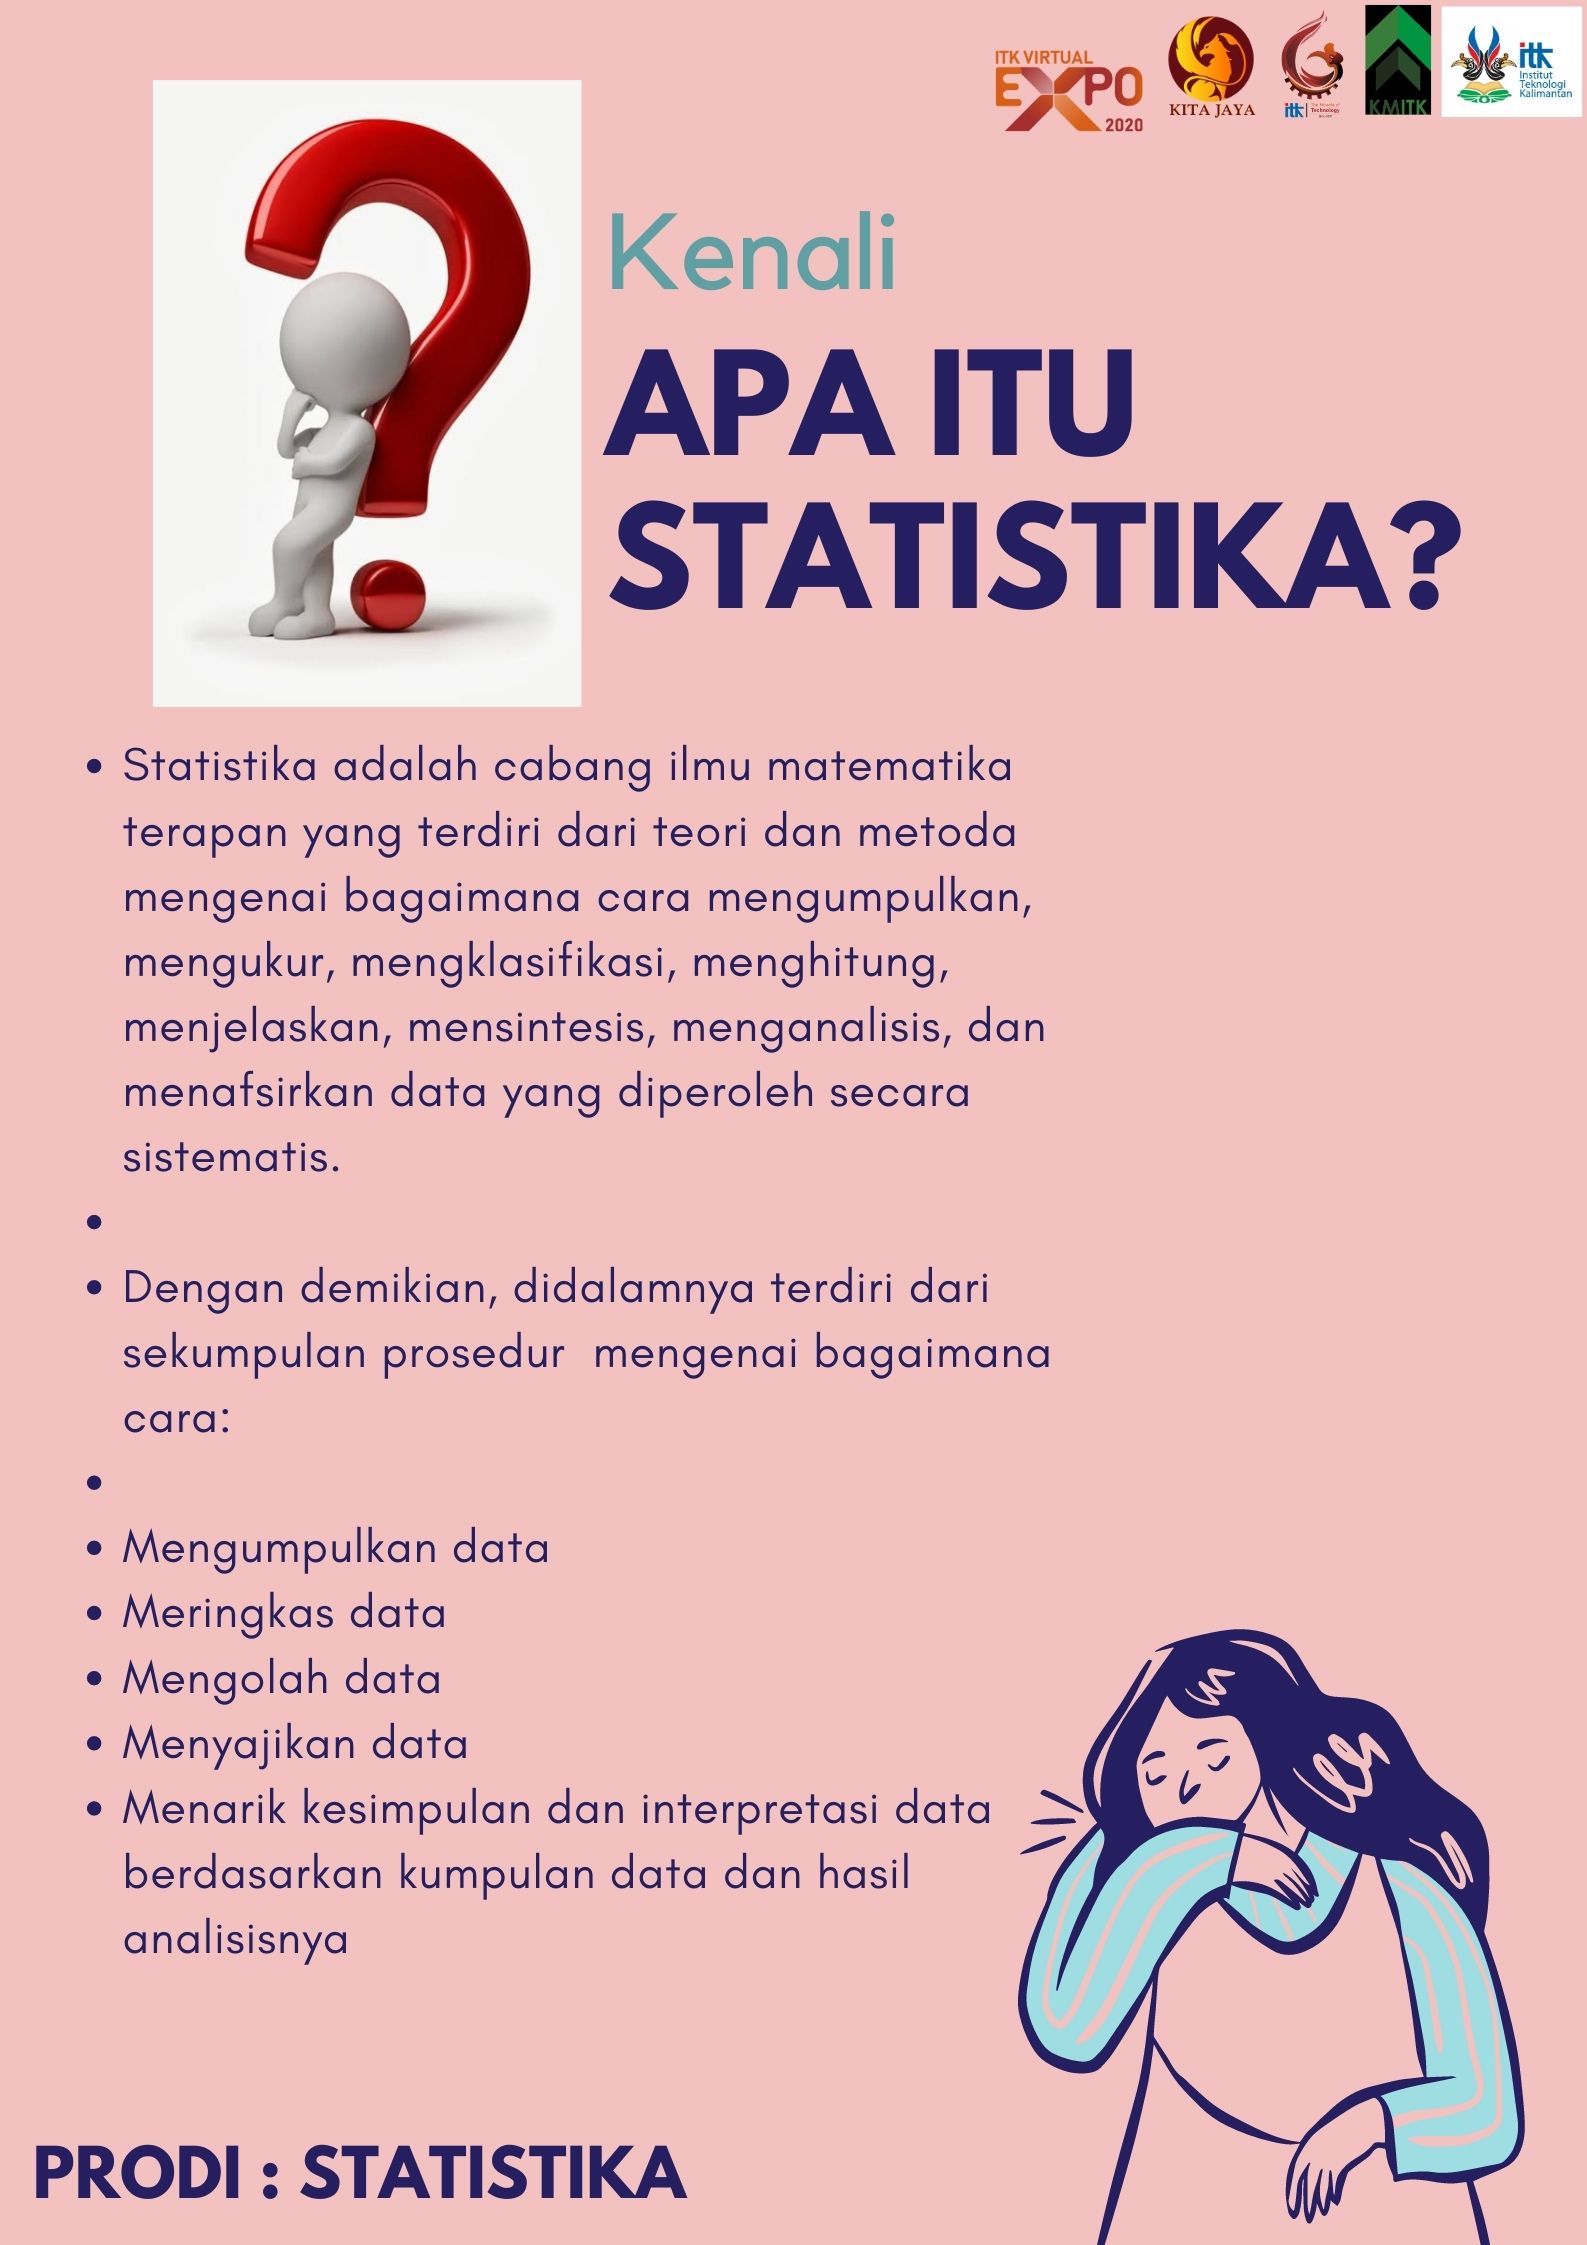 ITK VIRTUAL
EXPO
2020
KITA JAYA
itk
KMITK
itk
Institut
Teknologi
Kalimantan
Kenali
APA ITU
STATISTIKA?
• Statistika adalah cabang ilmu matematika
terapan yang terdiri dari teori dan metoda
mengenai bagaimana cara mengumpulkan,
mengukur, mengklasifikasi, menghitung,
menjelaskan, mensintesis, menganalisis, dan
menafsirkan data yang diperoleh secara
sistematis.
•
• Dengan demikian, didalamnya terdiri dari
sekumpulan prosedur  mengenai bagaimana
cara:
•
• Mengumpulkan data
• Meringkas data
• Mengolah data
• Menyajikan data
• Menarik kesimpulan dan interpretasi data
berdasarkan kumpulan data dan hasil
analisisnya
PRODI : STATISTIKA